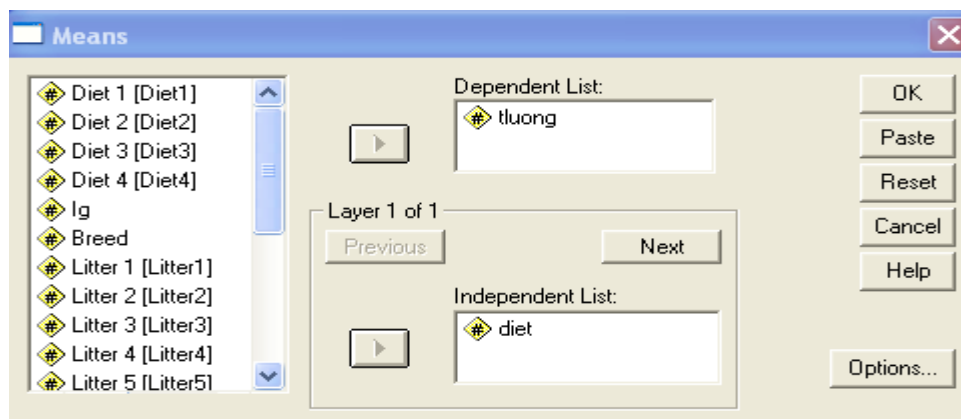 Means
Diet 1 [Diet1]
Diet 2 [Diet2]
Diet 3 [Diet3]
Diet 4 [Diet4]
Ig
Breed
Litter 1 [Litter1]
Litter 2 [Litter2]
Litter 3 [Litter3]
Litter 4 [Litter4]
Litter 5 [Litter5]
Dependent List:
tluong
Layer 1 of 1
Previous
Next
Independent List:
diet
OK
Paste
Reset
Cancel
Help
Options...